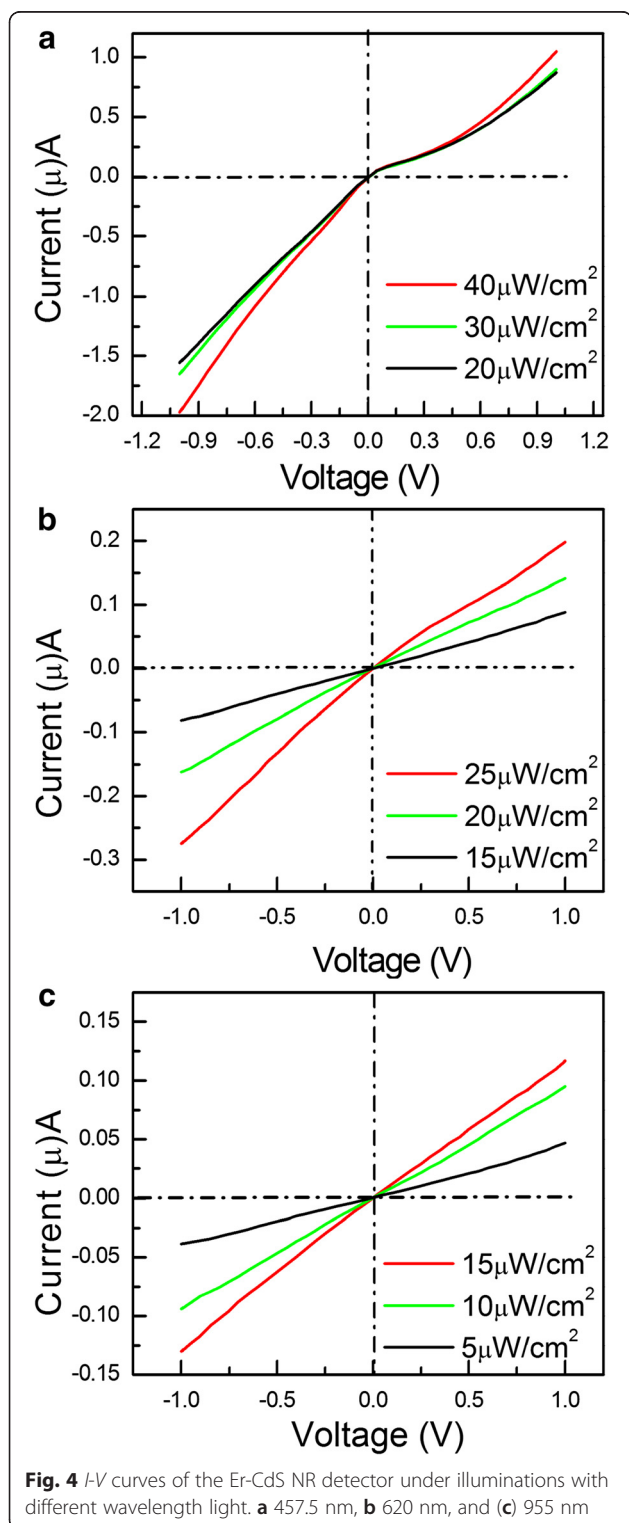 a
1.0
0.5
0.0
-0.5
-1.0
-1.5
-2.0
Current (μ)A
40μW/cm²
30μW/cm²
20μW/cm²
-1.2 -0.9 -0.6 -0.3 0.0 0.3 0.6 0.9 1.2
Voltage (V)
b
0.2
0.1
0.0
-0.1
-0.2
-0.3
Current (μ)A
25μW/cm²
20μW/cm²
15μW/cm²
-1.0 -0.5 0.0 0.5 1.0
Voltage (V)
c
0.15
0.10
0.05
0.00
-0.05
-0.10
-0.15
Current (μ)A
15μW/cm²
10μW/cm²
5μW/cm²
-1.0 -0.5 0.0 0.5 1.0
Voltage (V)
Fig. 4 I-V curves of the Er-CdS NR detector under illuminations with
different wavelength light. a 457.5 nm, b 620 nm, and (c) 955 nm